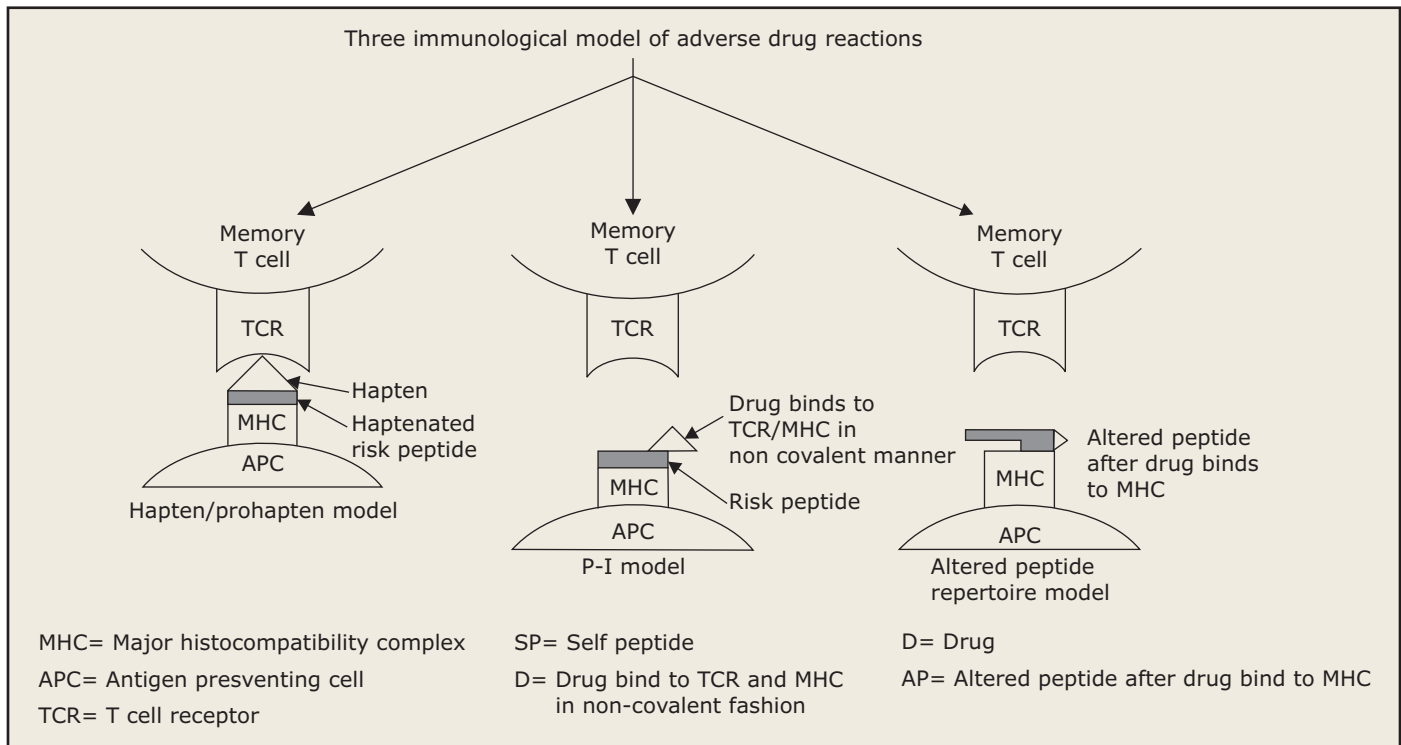 Three immunological model of adverse drug reactions
Memory
T cell
TCR
Hapten
Haptenated
risk peptide
MHC
APC
Hapten/prohapten model
Memory
T cell
TCR
Drug binds to
TCR/MHC in
non covalent manner
Risk peptide
MHC
APC
P-I model
Memory
T cell
TCR
Altered peptide
after drug binds
to MHC
MHC
APC
Altered peptide
repertoire model
MHC= Major histocompatibility complex
APC= Antigen presventing cell
TCR= T cell receptor
SP= Self peptide
D= Drug bind to TCR and MHC
in non-covalent fashion
D= Drug
AP= Altered peptide after drug bind to MHC